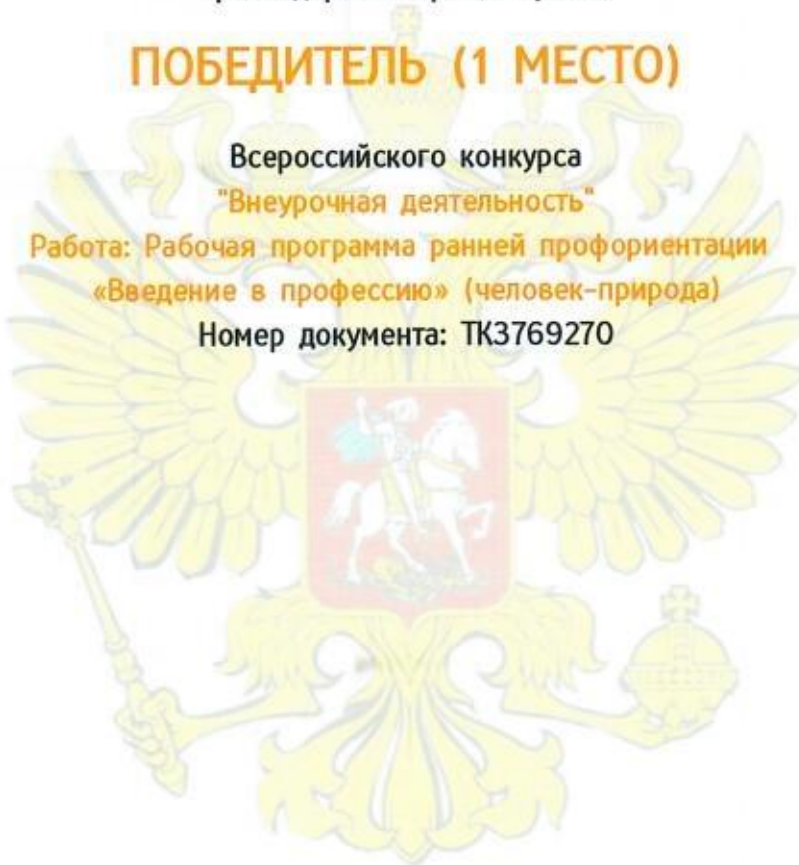 ПОБЕДИТЕЛЬ (1 МЕСТО)
Всероссийского конкурса
"Внеурочная деятельность"
Работа: Рабочая программа ранней профориентации
«Введение в профессию» (человек-природа)
Номер документа: ТК3769270